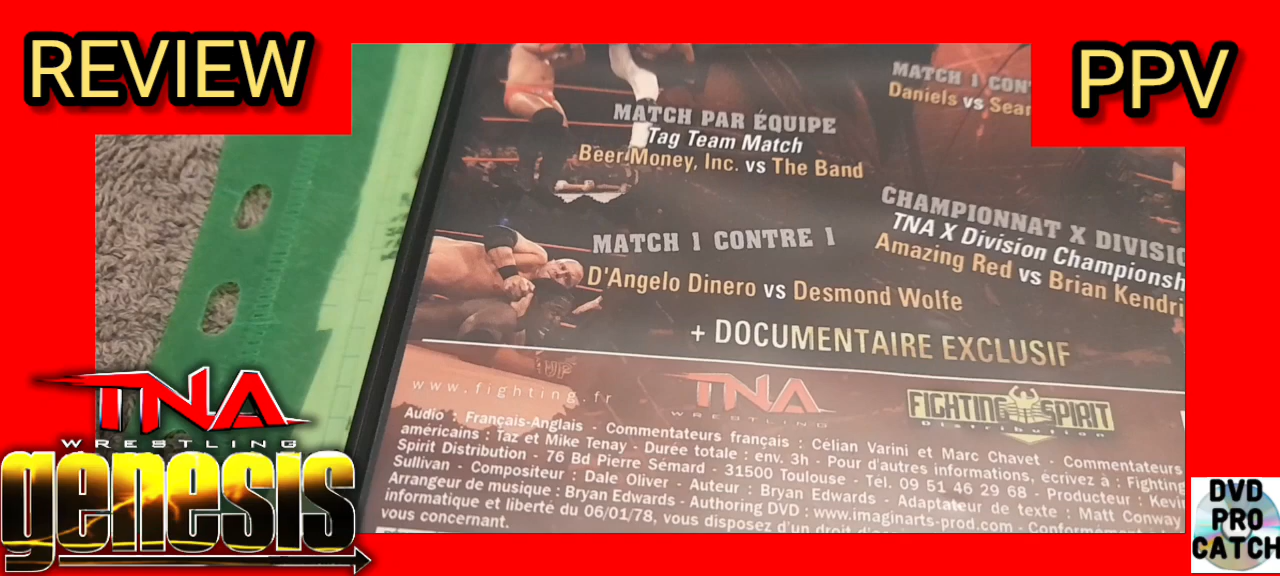 REVIEW
PPV
MATCH 1 CON
Daniels vs Sean
MATCH PAR ÉQUIPE
Tag Team Match
Beer Money, Inc. vs The Band
CHAMPIONNAT X DIVISIO
TNA X Division Championsh
Amazing Red vs Brian Kendri
MATCH 1 CONTRE 1
D'Angelo Dinero vs Desmond Wolfe
+ DOCUMENTAIRE EXCLUSIF
www.fighting.fr
TNA
WRESTLING
FIGHTING SPIRIT
Distribution
Audio : Français-Anglais - Commentateurs français : Célian Varini et Marc Chavet - Commentateurs
américains : Taz et Mike Tenay - Durée totale : env. 3h - Pour d'autres informations, écrivez à : Fighting
Spirit Distribution - 76 Bd Pierre Sémard - 31500 Toulouse - Tél. 09 51 46 29 68 - Producteur : Kevi
Sullivan - Compositeur : Dale Oliver - Auteur : Bryan Edwards - Adaptateur de texte : Matt Conway
Arrangeur de musique : Bryan Edwards - Authoring DVD : www.imaginarts-prod.com - Conformément
informatique et liberté du 06/01/78, vous disposez d'un droit d'
vous concernant.
TNA
WRESTLING
genesis
DVD
PRO
CATCH